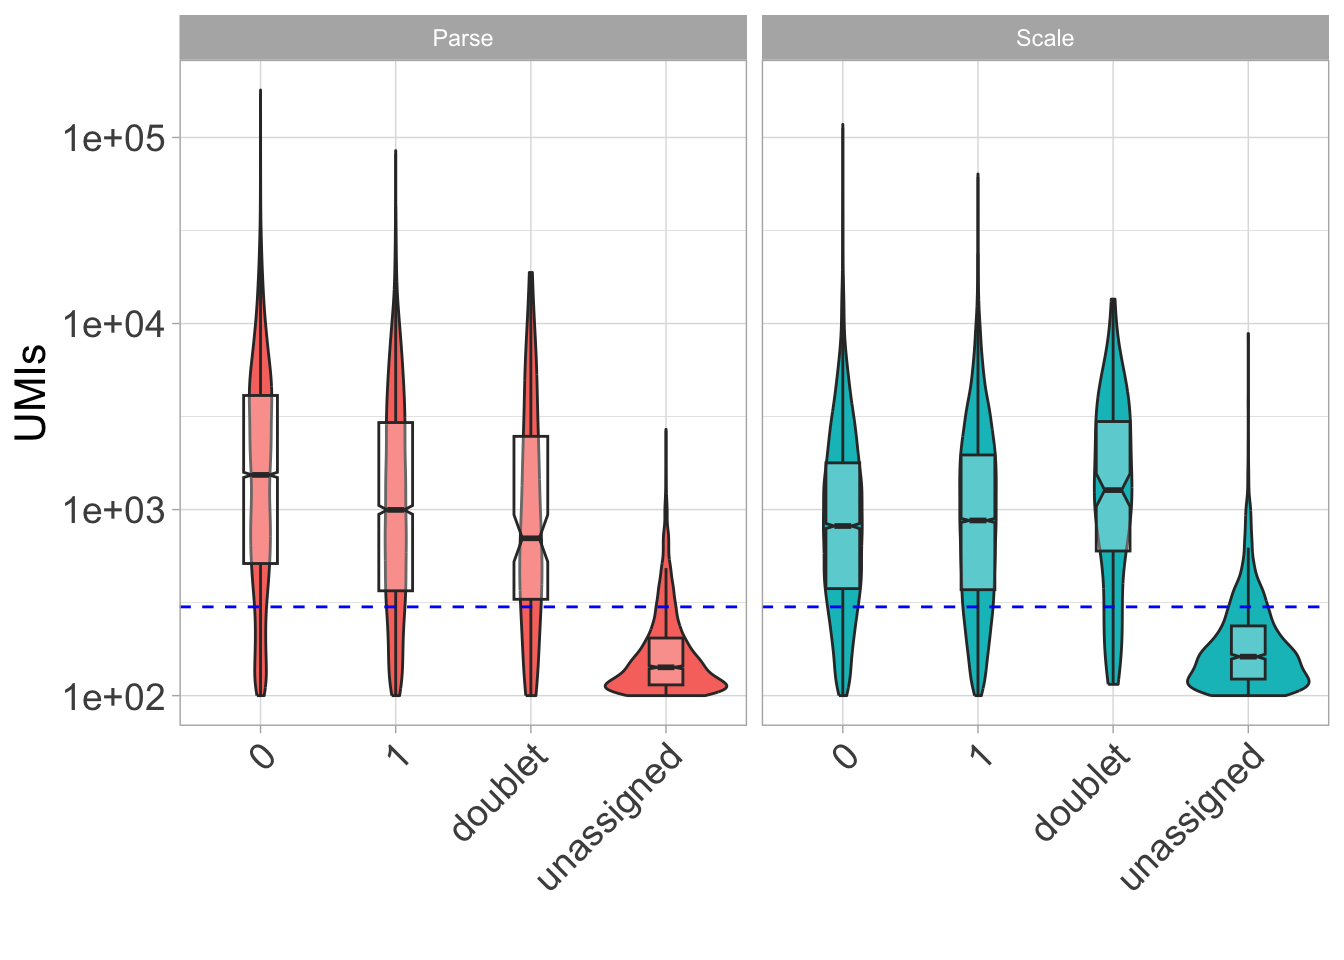 Parse
Scale
UMIs
1e+05
1e+04
1e+03
1e+02
0
1
doublet
unassigned
0
1
doublet
unassigned